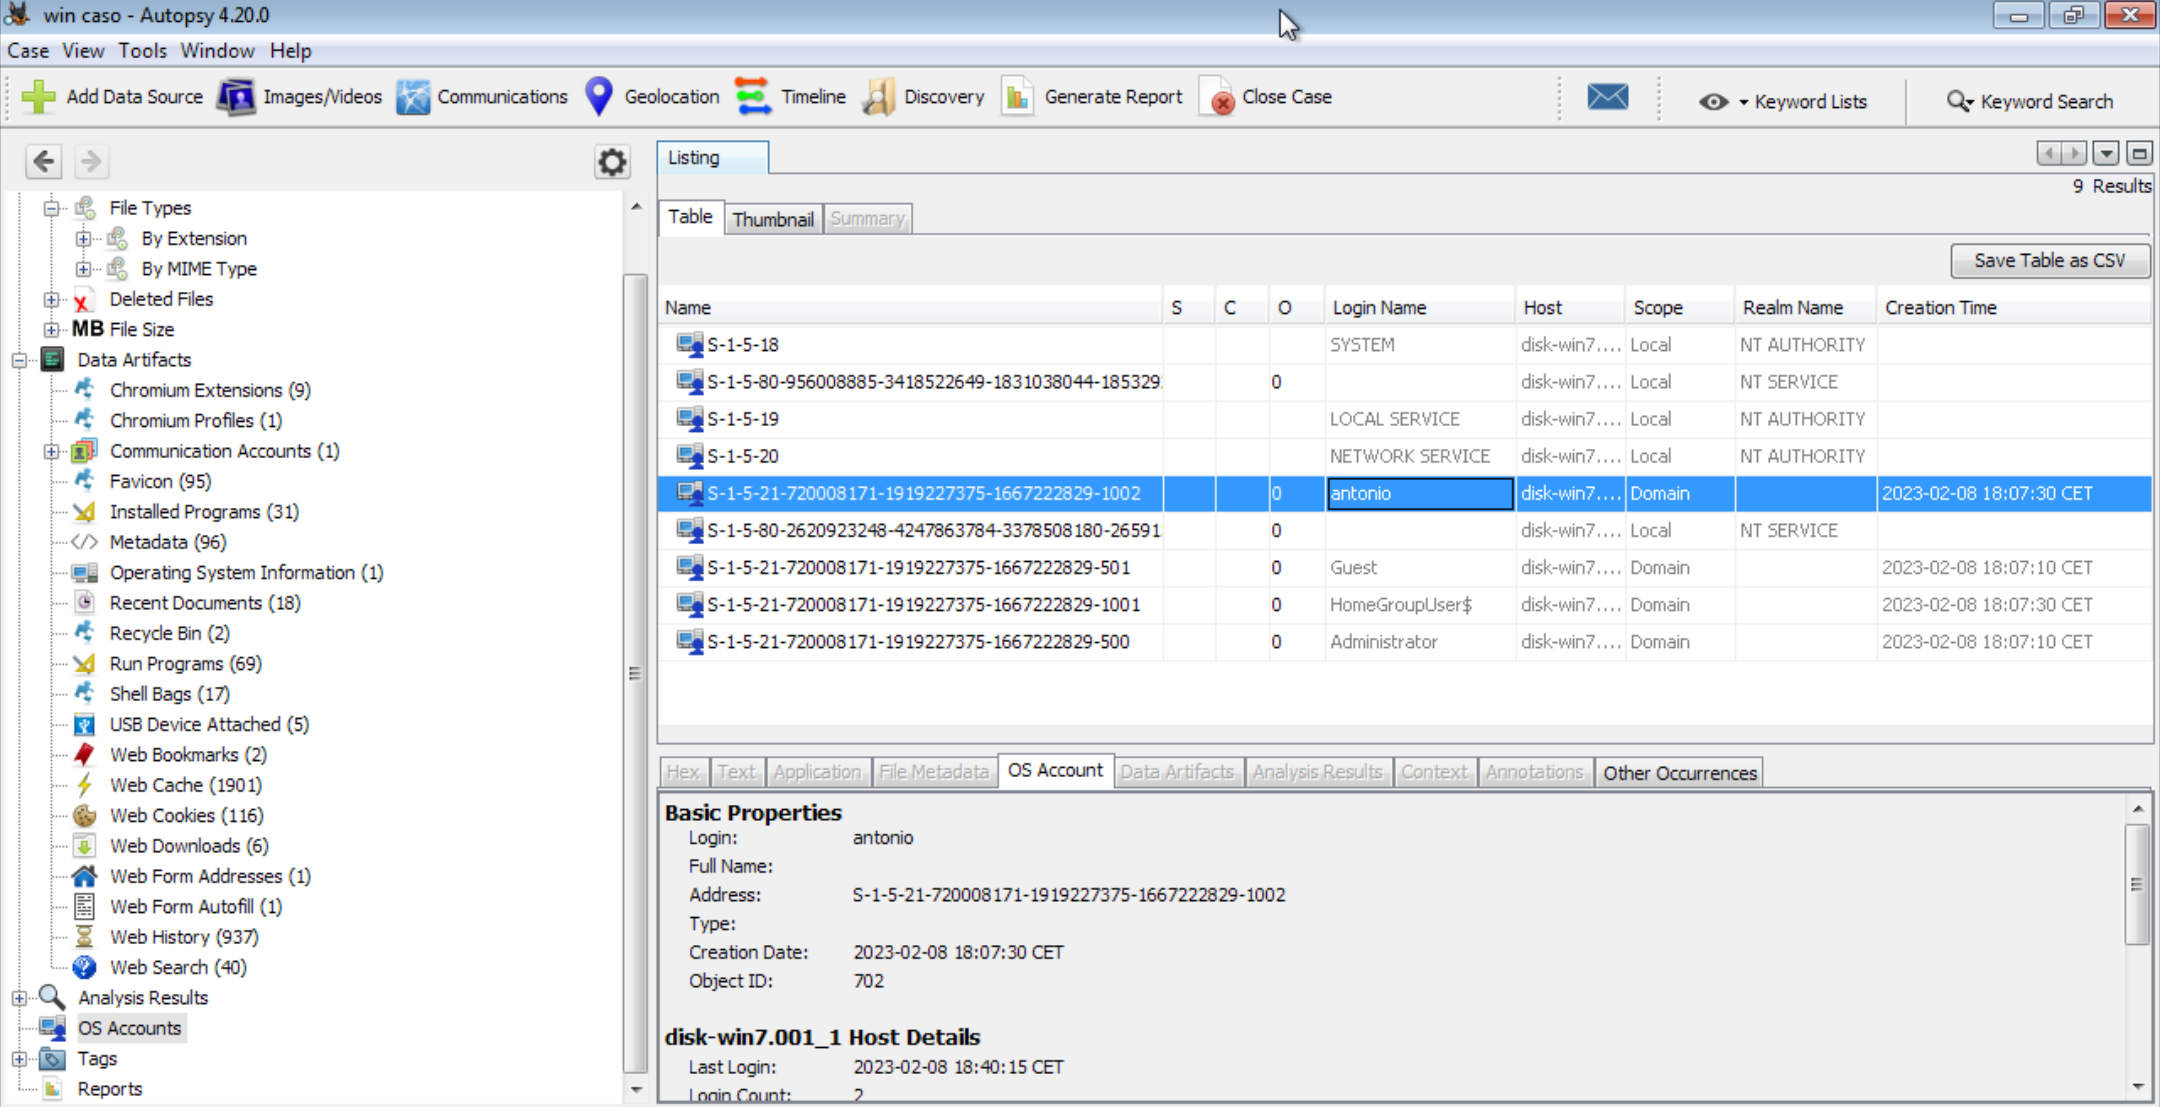 win caso - Autopsy 4.20.0
Case View Tools Window Help
Add Data Source Images/Videos Communications Geolocation Timeline Discovery Generate Report Close Case Keyword Lists Keyword Search
File Types
By Extension
By MIME Type
Deleted Files
MB File Size
Data Artifacts
Chromium Extensions (9)
Chromium Profiles (1)
Communication Accounts (1)
Favicon (95)
Installed Programs (31)
Metadata (96)
Operating System Information (1)
Recent Documents (18)
Recycle Bin (2)
Run Programs (69)
Shell Bags (17)
USB Device Attached (5)
Web Bookmarks (2)
Web Cache (1901)
Web Cookies (116)
Web Downloads (6)
Web Form Addresses (1)
Web Form Autofill (1)
Web History (937)
Web Search (40)
Analysis Results
OS Accounts
Tags
Reports
Listing
9 Results
Table Thumbnail Summary
Save Table as CSV
Name S C O Login Name Host Scope Realm Name Creation Time
S-1-5-18 SYSTEM disk-win7.... Local NT AUTHORITY
S-1-5-80-956008885-3418522649-1831038044-185329 0 disk-win7.... Local NT SERVICE
S-1-5-19 LOCAL SERVICE disk-win7.... Local NT AUTHORITY
S-1-5-20 NETWORK SERVICE disk-win7.... Local NT AUTHORITY
S-1-5-21-720008171-1919227375-1667222829-1002 0 antonio disk-win7.... Domain 2023-02-08 18:07:30 CET
S-1-5-80-2620923248-4247863784-3378508180-26591 0 disk-win7.... Local NT SERVICE
S-1-5-21-720008171-1919227375-1667222829-501 0 Guest disk-win7.... Domain 2023-02-08 18:07:10 CET
S-1-5-21-720008171-1919227375-1667222829-1001 0 HomeGroupUser$ disk-win7.... Domain 2023-02-08 18:07:30 CET
S-1-5-21-720008171-1919227375-1667222829-500 0 Administrator disk-win7.... Domain 2023-02-08 18:07:10 CET
Hex Text Application File Metadata OS Account Data Artifacts Analysis Results Context Annotations Other Occurrences
Basic Properties
Login: antonio
Full Name:
Address: S-1-5-21-720008171-1919227375-1667222829-1002
Type:
Creation Date: 2023-02-08 18:07:30 CET
Object ID: 702
disk-win7.001_1 Host Details
Last Login: 2023-02-08 18:40:15 CET
Login Count: 2